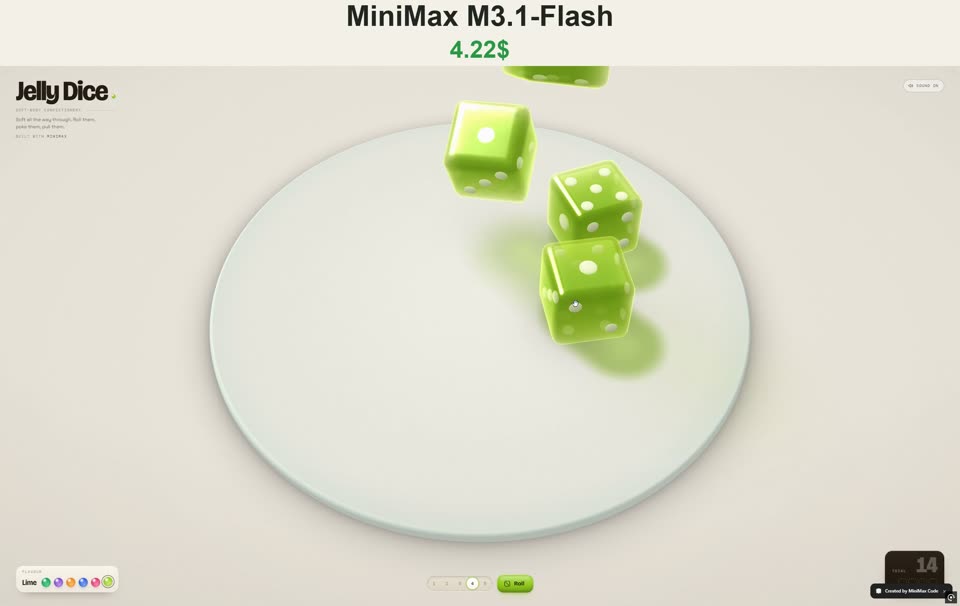 MiniMax M3.1-Flash
4.22$
Jelly Dice
SOFT-BODY CONFECTIONERY
Soft all the way through. Roll them,
poke them, pull them.
BUILT WITH MINIMAX
SOUND ON
FLAVOUR
Lime
1 2 3 4 5
Roll
TOTAL 14
Created by MiniMax Code